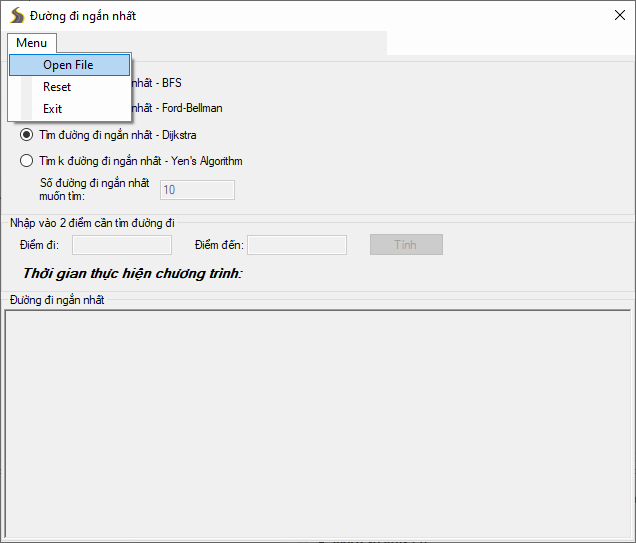 Đường đi ngắn nhất
Menu
Open File
nhất - BFS
Reset
nhất - Ford-Bellman
Exit
Tìm đường đi ngắn nhất - Dijkstra
Tìm k đường đi ngắn nhất - Yen's Algorithm
Số đường đi ngắn nhất
muốn tìm:
10
Nhập vào 2 điểm cần tìm đường đi
Điểm đi:
Điểm đến:
Tính
Thời gian thực hiện chương trình:
Đường đi ngắn nhất